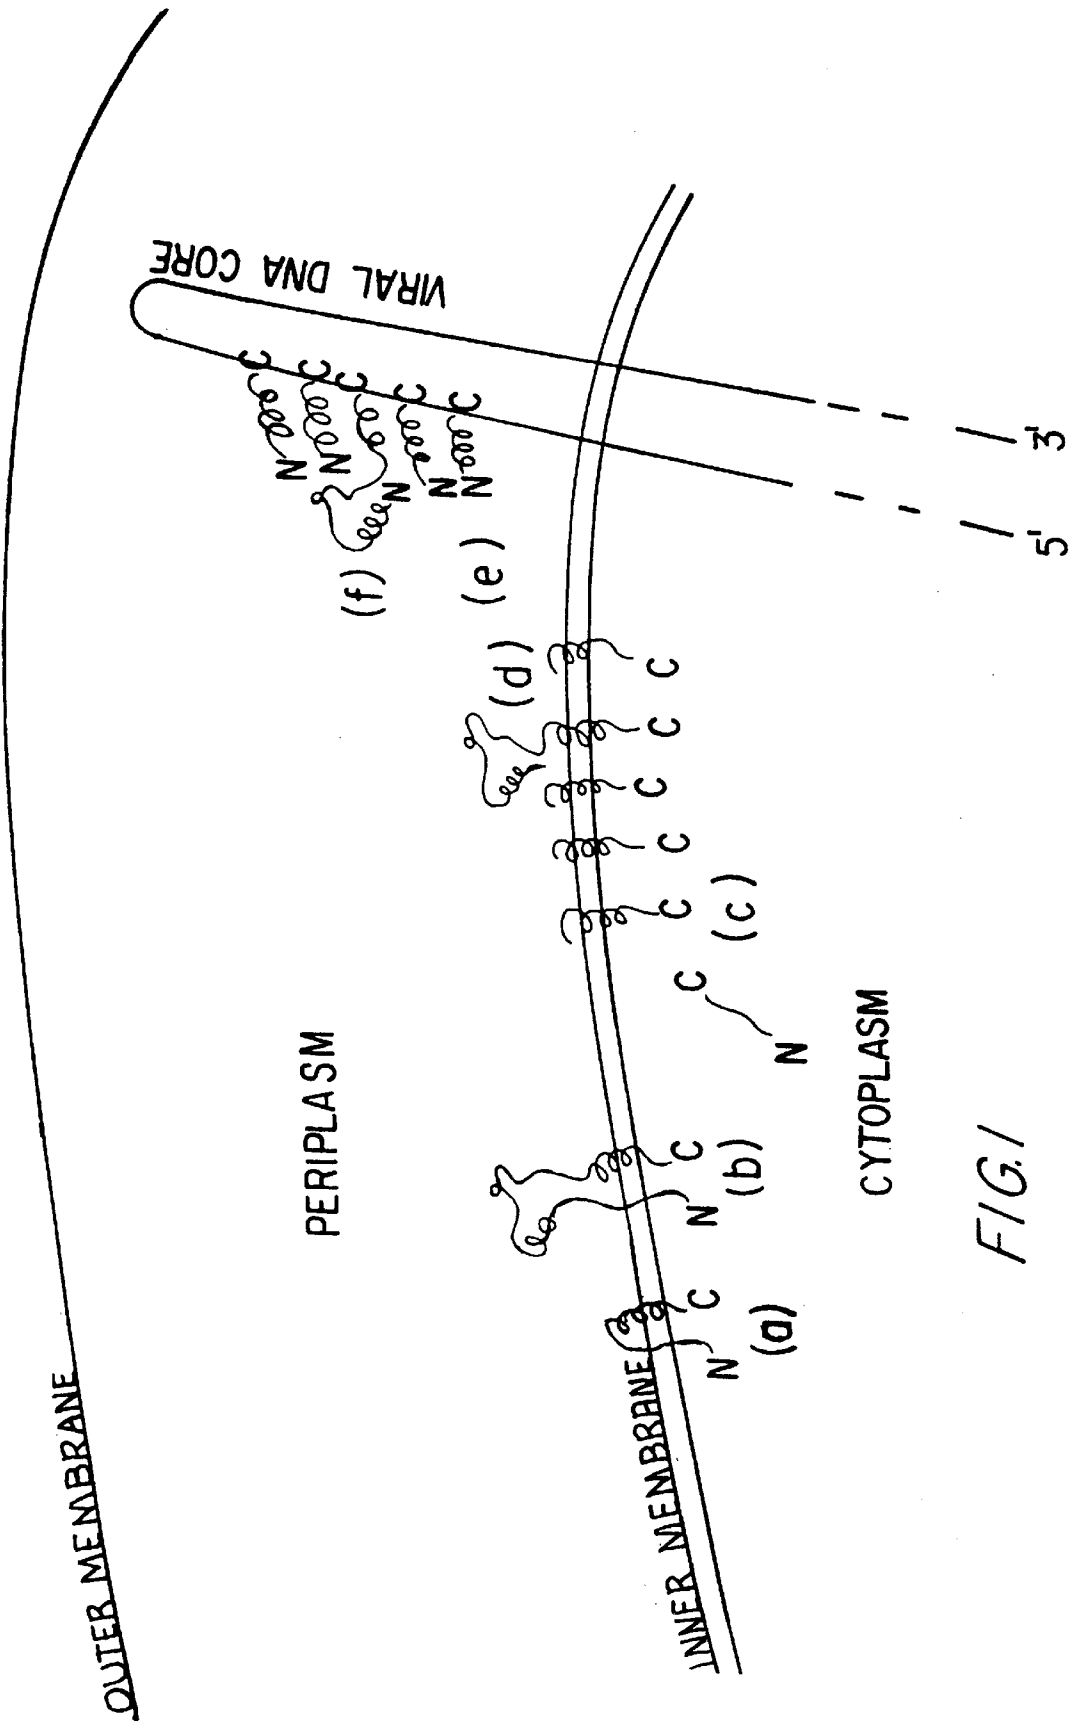 OUTER MEMBRANE
VIRAL DNA CORE
N C
N C
N C
N C
N C
PERIPLASM
(f)
(e)
(d)
INNER MEMBRANE
N C
(a)
N C
(b)
N C
C C C C C
(c)
CYTOPLASM
5' 3'
FIG. 1